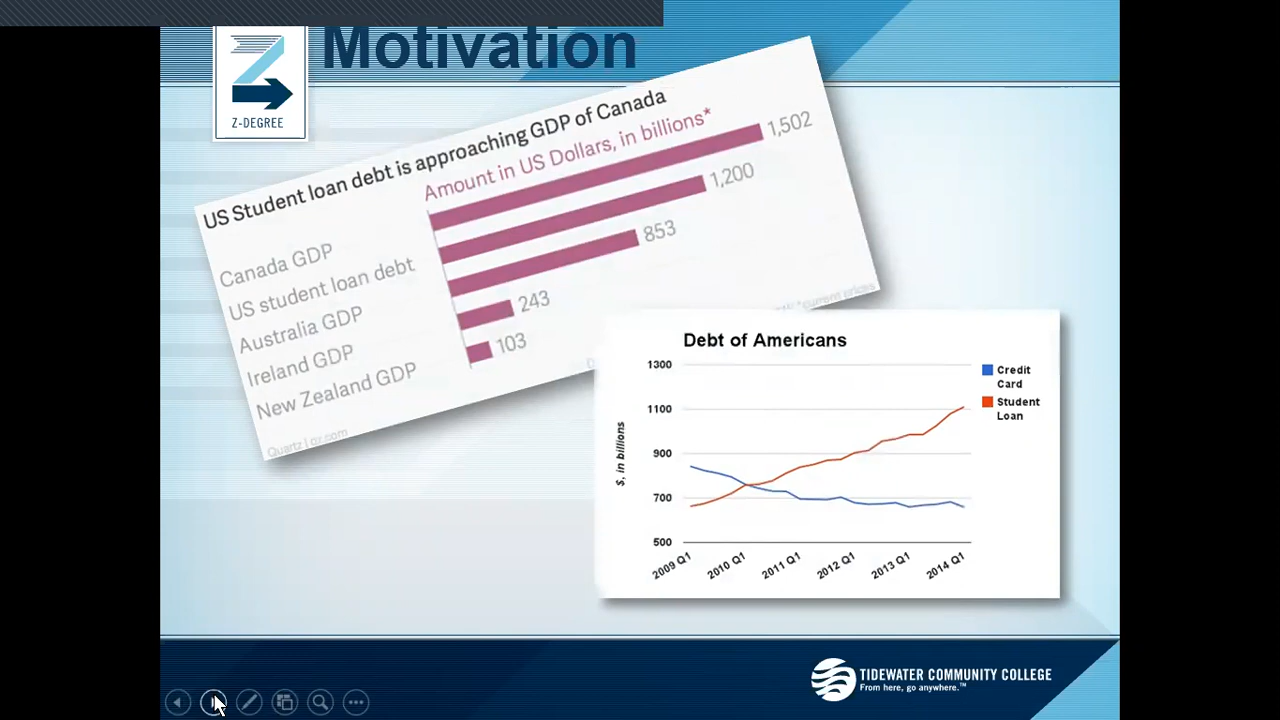 Motivation
Z-DEGREE
US Student loan debt is approaching GDP of Canada
Amount in US Dollars, in billions*
Canada GDP
1,502
US student loan debt
1,200
Australia GDP
853
Ireland GDP
243
New Zealand GDP
103
Quartz | qz.com
*current prices
Debt of Americans
$, in billions
1300
1100
900
700
500
2009 Q1
2010 Q1
2011 Q1
2012 Q1
2013 Q1
2014 Q1
Credit
Card
Student
Loan
TIDEWATER COMMUNITY COLLEGE
From here, go anywhere.™